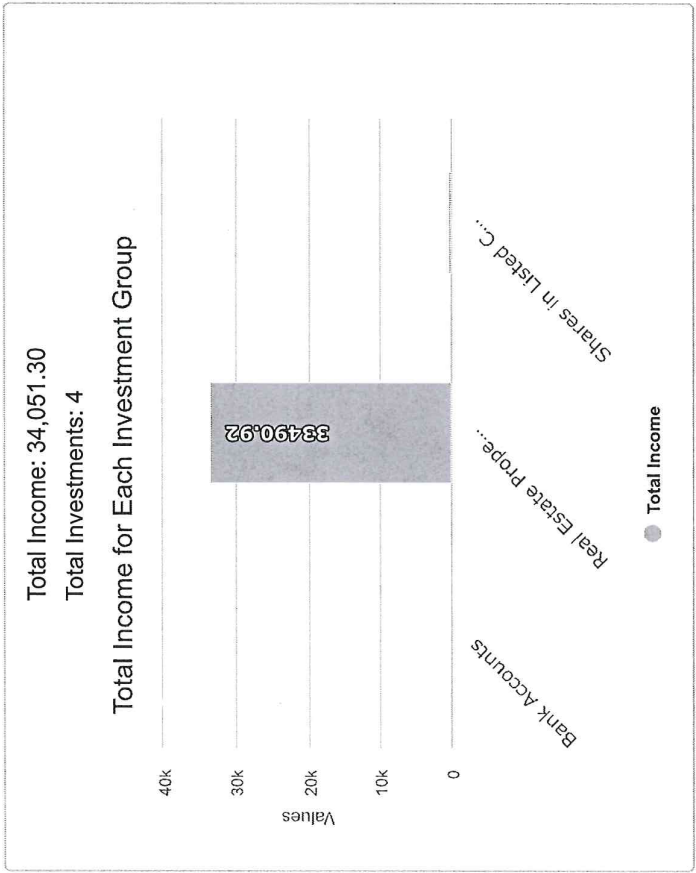 Total Income: 34,051.30
Total Investments: 4
Total Income for Each Investment Group
40k
30k
20k
10k
0
Values
33490.92
Bank Accounts
Real Estate Prope...
Shares in Listed C...
Total Income